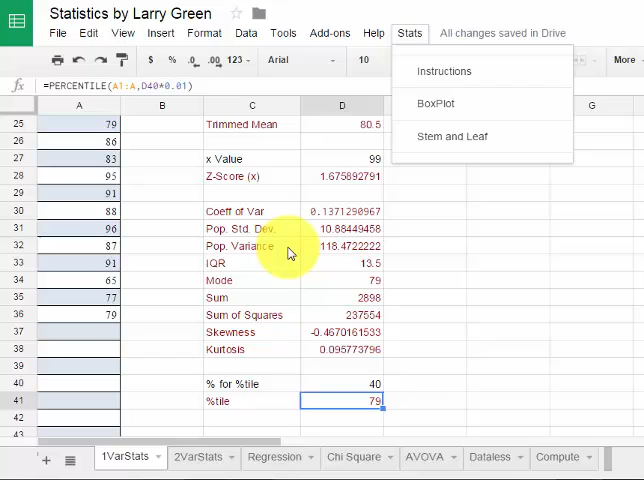 Statistics by Larry Green
File Edit View Insert Format Data Tools Add-ons Help Stats All changes saved in Drive
$ % .0 .00 123 Arial 10 More
Instructions
BoxPlot
Stem and Leaf
fx =PERCENTILE(A1:A,D40*0.01)
A B C D G
25 79 Trimmed Mean 80.5
26 86
27 83 x Value 99
28 95 Z-Score (x) 1.675892791
29 91
30 88 Coeff of Var 0.1371290967
31 96 Pop. Std. Dev. 10.88449458
32 87 Pop. Variance 118.4722222
33 91 IQR 13.5
34 65 Mode 79
35 77 Sum 2898
36 79 Sum of Squares 237554
37 Skewness -0.4670161533
38 Kurtosis 0.095773796
39
40 % for %tile 40
41 %tile 79
42
43
+ 1VarStats 2VarStats Regression Chi Square AVOVA Dataless Compute